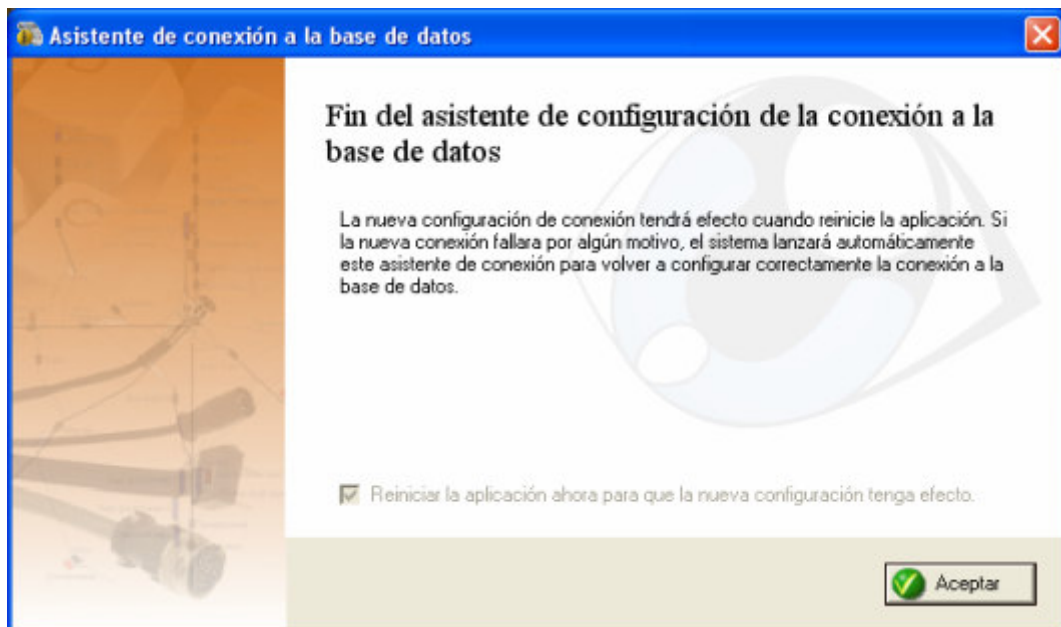 Asistente de conexión a la base de datos
Fin del asistente de configuración de la conexión a la
base de datos
La nueva configuración de conexión tendrá efecto cuando reinicie la aplicación. Si
la nueva conexión fallara por algún motivo, el sistema lanzará automáticamente
este asistente de conexión para volver a configurar correctamente la conexión a la
base de datos.
Reiniciar la aplicación ahora para que la nueva configuración tenga efecto.
Aceptar